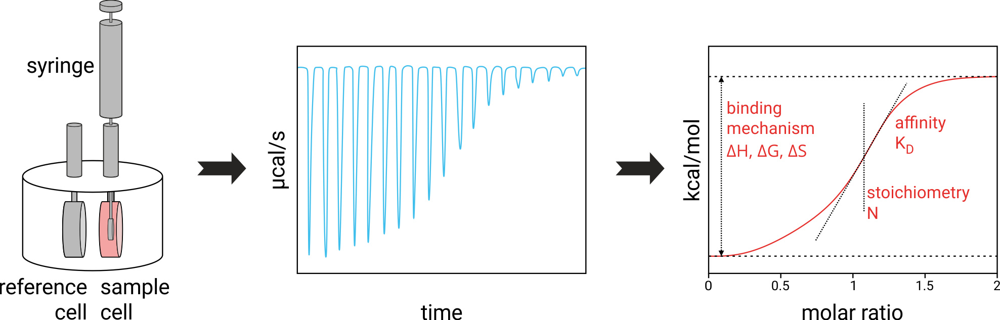 syringe
reference
cell
sample
cell
μcal/s
time
kcal/mol
binding
mechanism
ΔH, ΔG, ΔS
affinity
K_D
stoichiometry
N
0 0.5 1 1.5 2
molar ratio